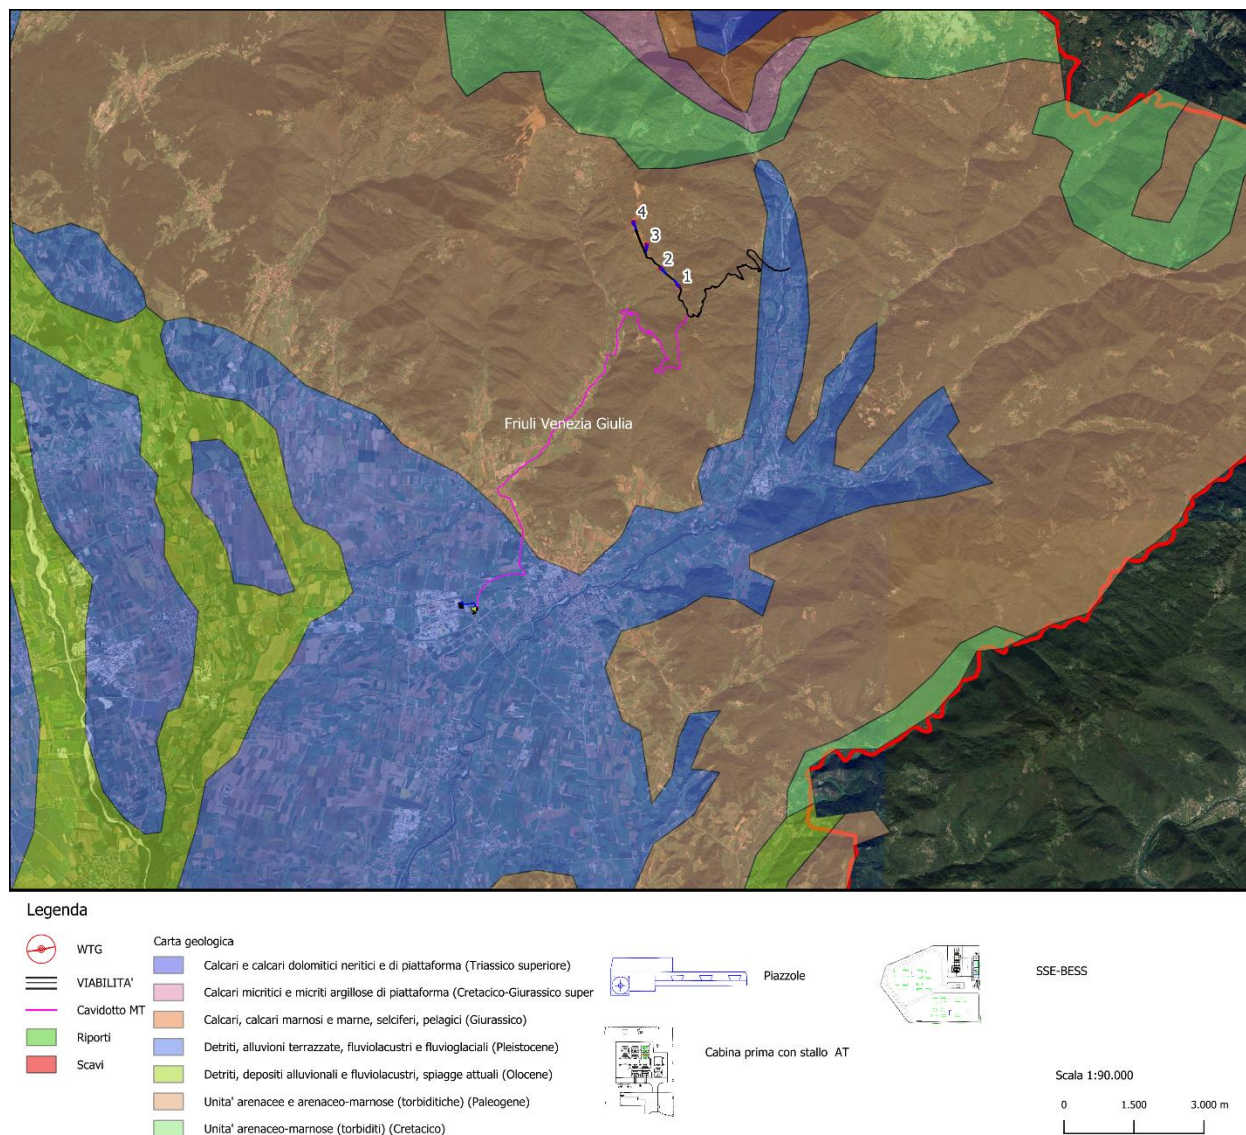 4
3
2
1
Friuli Venezia Giulia
Legenda
WTG
VIABILITA'
Cavidotto MT
Riporti
Scavi
Carta geologica
Calcari e calcari dolomitici neritici e di piattaforma (Triassico superiore)
Calcari micritici e micriti argillose di piattaforma (Cretacico-Giurassico super
Calcari, calcari marnosi e marne, selciferi, pelagici (Giurassico)
Detriti, alluvioni terrazzate, fluviolacustri e fluvioglaciali (Pleistocene)
Detriti, depositi alluvionali e fluviolacustri, spiagge attuali (Olocene)
Unita' arenacee e arenaceo-marnose (torbiditiche) (Paleogene)
Unita' arenaceo-marnose (torbiditi) (Cretacico)
Piazzole
Cabina prima con stallo AT
SSE-BESS
Scala 1:90.000
0 1.500 3.000 m